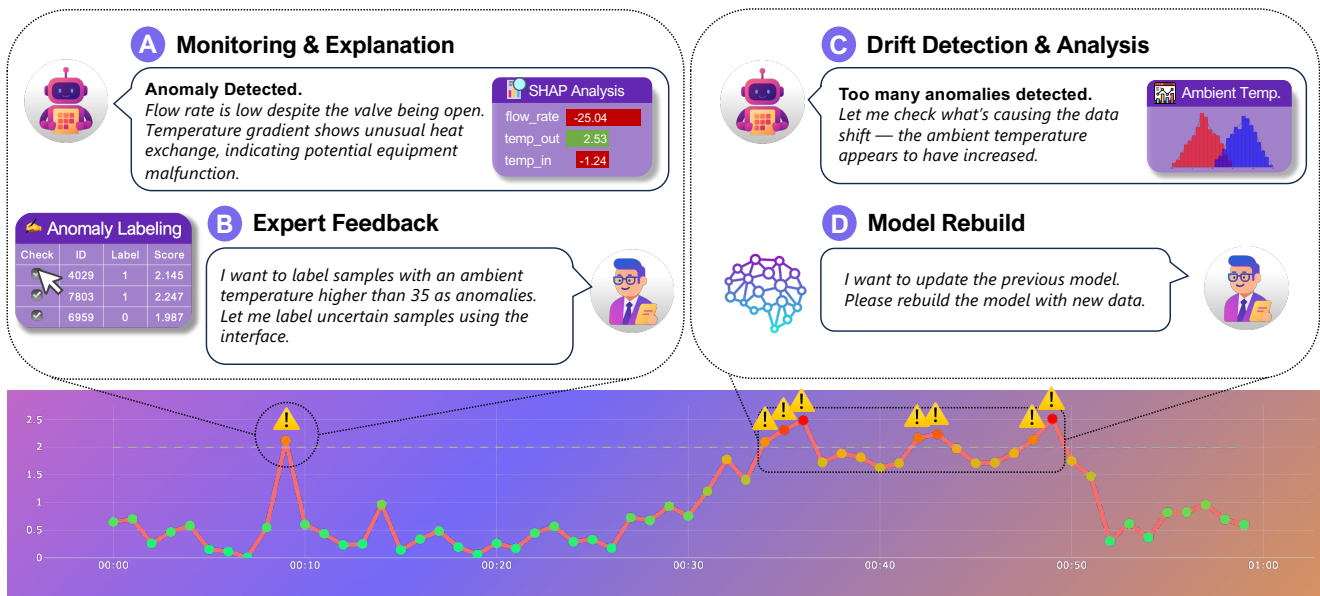 A Monitoring & Explanation
Anomaly Detected.
Flow rate is low despite the valve being open.
Temperature gradient shows unusual heat
exchange, indicating potential equipment
malfunction.
SHAP Analysis
flow_rate -25.04
temp_out 2.53
temp_in -1.24
Anomaly Labeling
Check ID Label Score
4029 1 2.145
7803 1 2.247
6959 0 1.987
B Expert Feedback
I want to label samples with an ambient
temperature higher than 35 as anomalies.
Let me label uncertain samples using the
interface.
C Drift Detection & Analysis
Too many anomalies detected.
Let me check what's causing the data
shift — the ambient temperature
appears to have increased.
Ambient Temp.
D Model Rebuild
I want to update the previous model.
Please rebuild the model with new data.
2.5
2
1.5
1
0.5
0
00:00 00:10 00:20 00:30 00:40 00:50 01:00